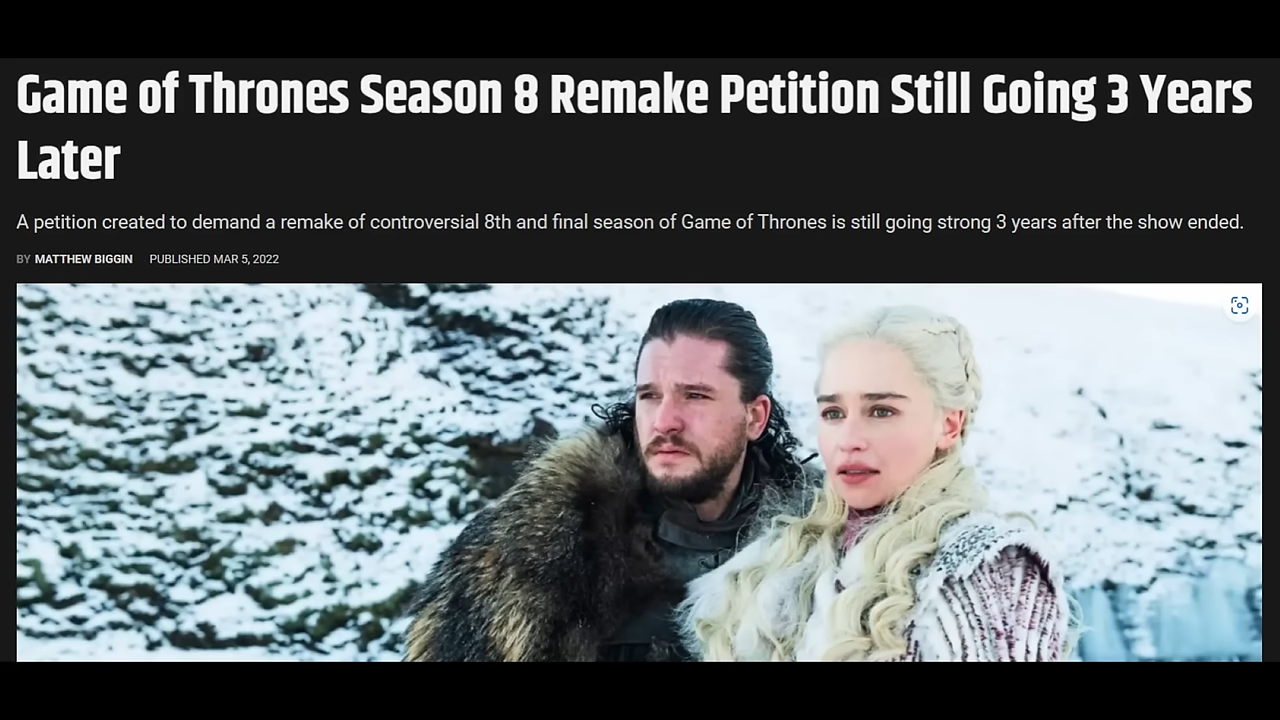 Game of Thrones Season 8 Remake Petition Still Going 3 Years
Later
A petition created to demand a remake of controversial 8th and final season of Game of Thrones is still going strong 3 years after the show ended.
BY MATTHEW BIGGIN PUBLISHED MAR 5, 2022